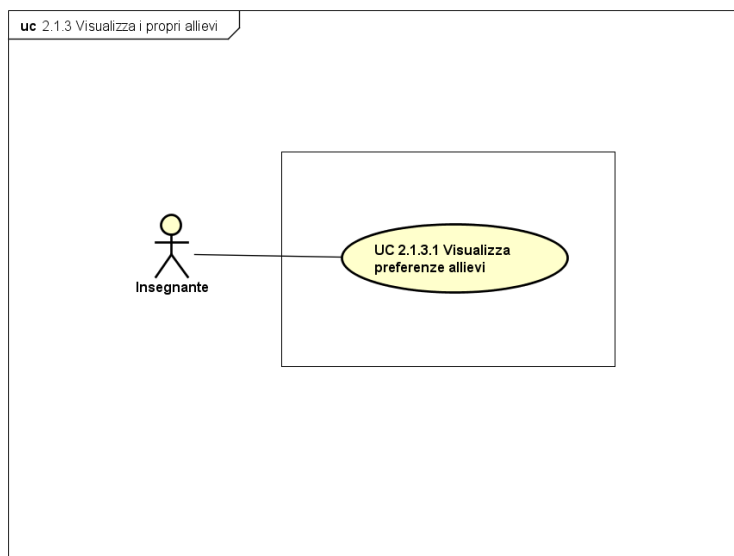 uc 2.1.3 Visualizza i propri allievi
UC 2.1.3.1 Visualizza
preferenze allievi
Insegnante